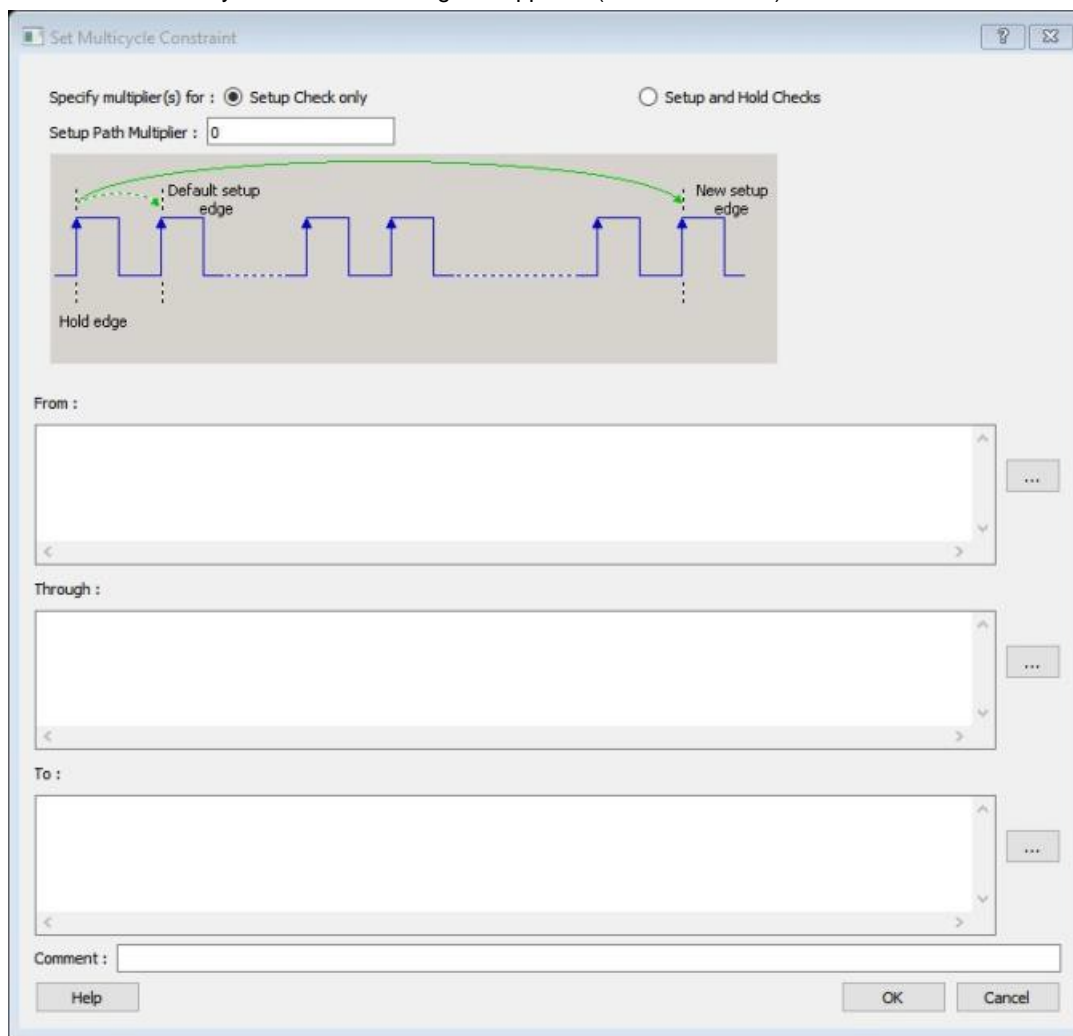 Set Multicycle Constraint
Specify multiplier(s) for : Setup Check only Setup and Hold Checks
Setup Path Multiplier : 0
Default setup edge
New setup edge
Hold edge
From :
...
Through :
...
To :
...
Comment :
Help OK Cancel